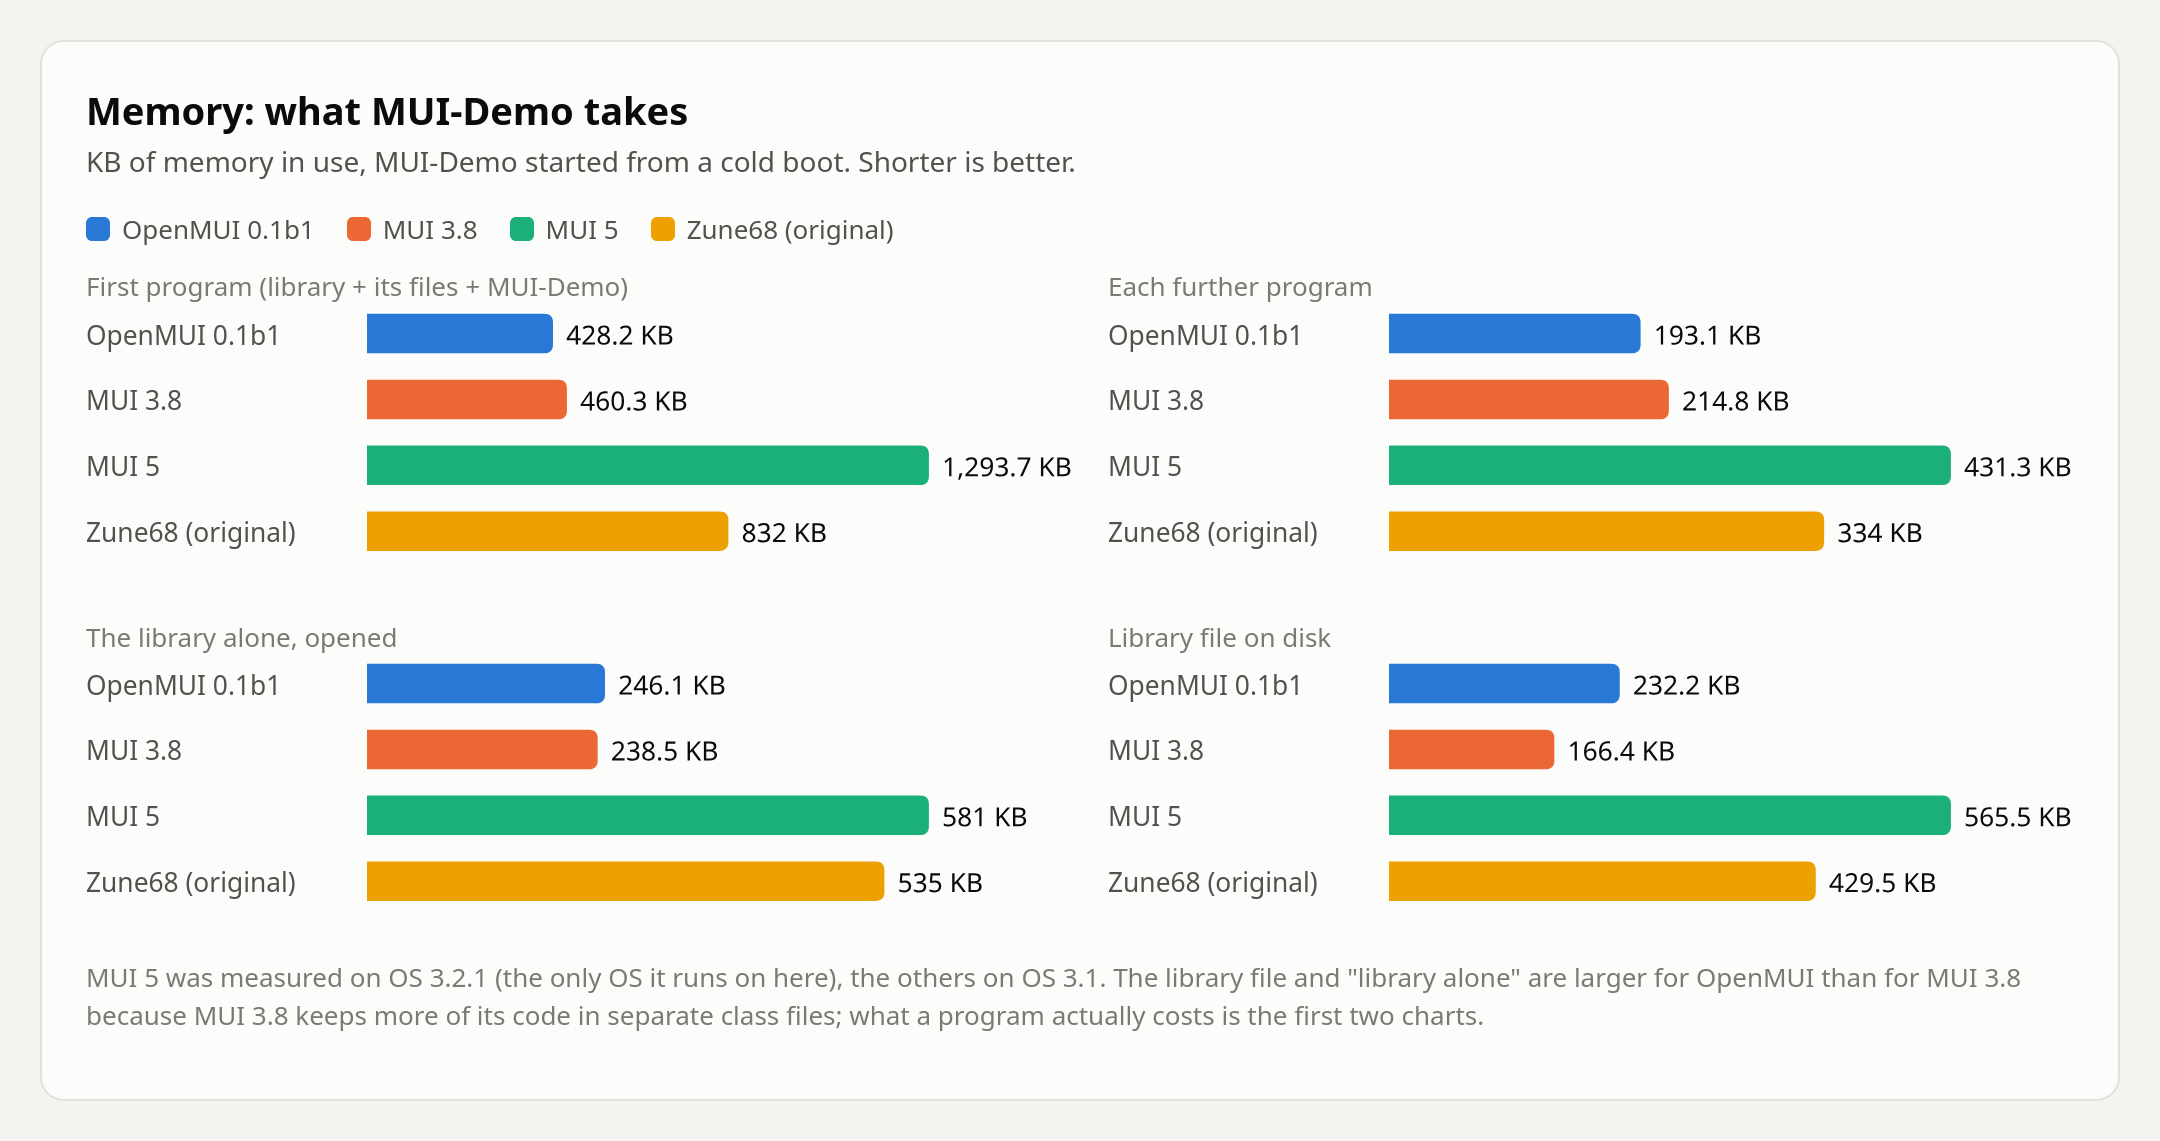 Memory: what MUI-Demo takes
KB of memory in use, MUI-Demo started from a cold boot. Shorter is better.
OpenMUI 0.1b1 MUI 3.8 MUI 5 Zune68 (original)
First program (library + its files + MUI-Demo)
OpenMUI 0.1b1 428.2 KB
MUI 3.8 460.3 KB
MUI 5 1,293.7 KB
Zune68 (original) 832 KB
Each further program
OpenMUI 0.1b1 193.1 KB
MUI 3.8 214.8 KB
MUI 5 431.3 KB
Zune68 (original) 334 KB
The library alone, opened
OpenMUI 0.1b1 246.1 KB
MUI 3.8 238.5 KB
MUI 5 581 KB
Zune68 (original) 535 KB
Library file on disk
OpenMUI 0.1b1 232.2 KB
MUI 3.8 166.4 KB
MUI 5 565.5 KB
Zune68 (original) 429.5 KB
MUI 5 was measured on OS 3.2.1 (the only OS it runs on here), the others on OS 3.1. The library file and "library alone" are larger for OpenMUI than for MUI 3.8
because MUI 3.8 keeps more of its code in separate class files; what a program actually costs is the first two charts.